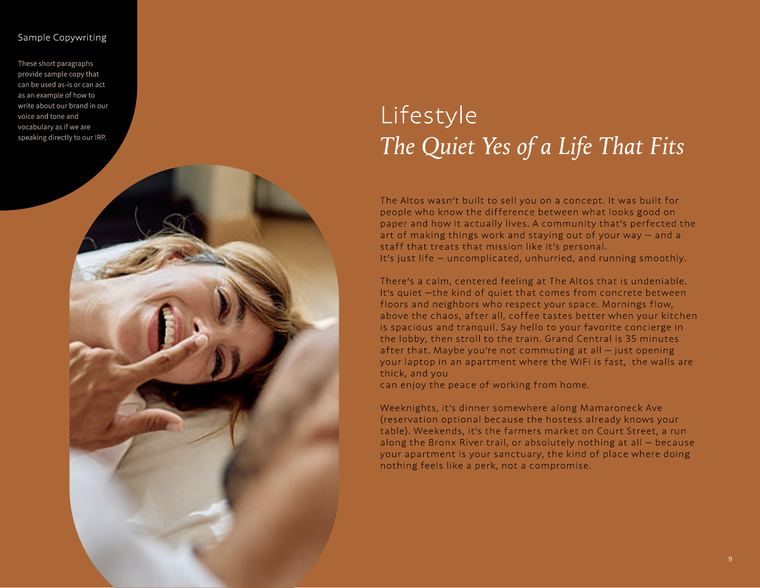 Sample Copywriting
These short paragraphs
provide sample copy that
can be used as-is or can act
as an example of how to
write about our brand in our
voice and tone and
vocabulary as if we are
speaking directly to our IRP.
Lifestyle
The Quiet Yes of a Life That Fits
The Altos wasn't built to sell you on a concept. It was built for
people who know the difference between what looks good on
paper and how it actually lives. A community that's perfected the
art of making things work and staying out of your way — and a
staff that treats that mission like it's personal.
It's just life — uncomplicated, unhurried, and running smoothly.
There's a calm, centered feeling at The Altos that is undeniable.
It's quiet —the kind of quiet that comes from concrete between
floors and neighbors who respect your space. Mornings flow,
above the chaos, after all, coffee tastes better when your kitchen
is spacious and tranquil. Say hello to your favorite concierge in
the lobby, then stroll to the train. Grand Central is 35 minutes
after that. Maybe you're not commuting at all — just opening
your laptop in an apartment where the WiFi is fast, the walls are
thick, and you
can enjoy the peace of working from home.
Weeknights, it's dinner somewhere along Mamaroneck Ave
(reservation optional because the hostess already knows your
table). Weekends, it's the farmers market on Court Street, a run
along the Bronx River trail, or absolutely nothing at all — because
your apartment is your sanctuary, the kind of place where doing
nothing feels like a perk, not a compromise.
9